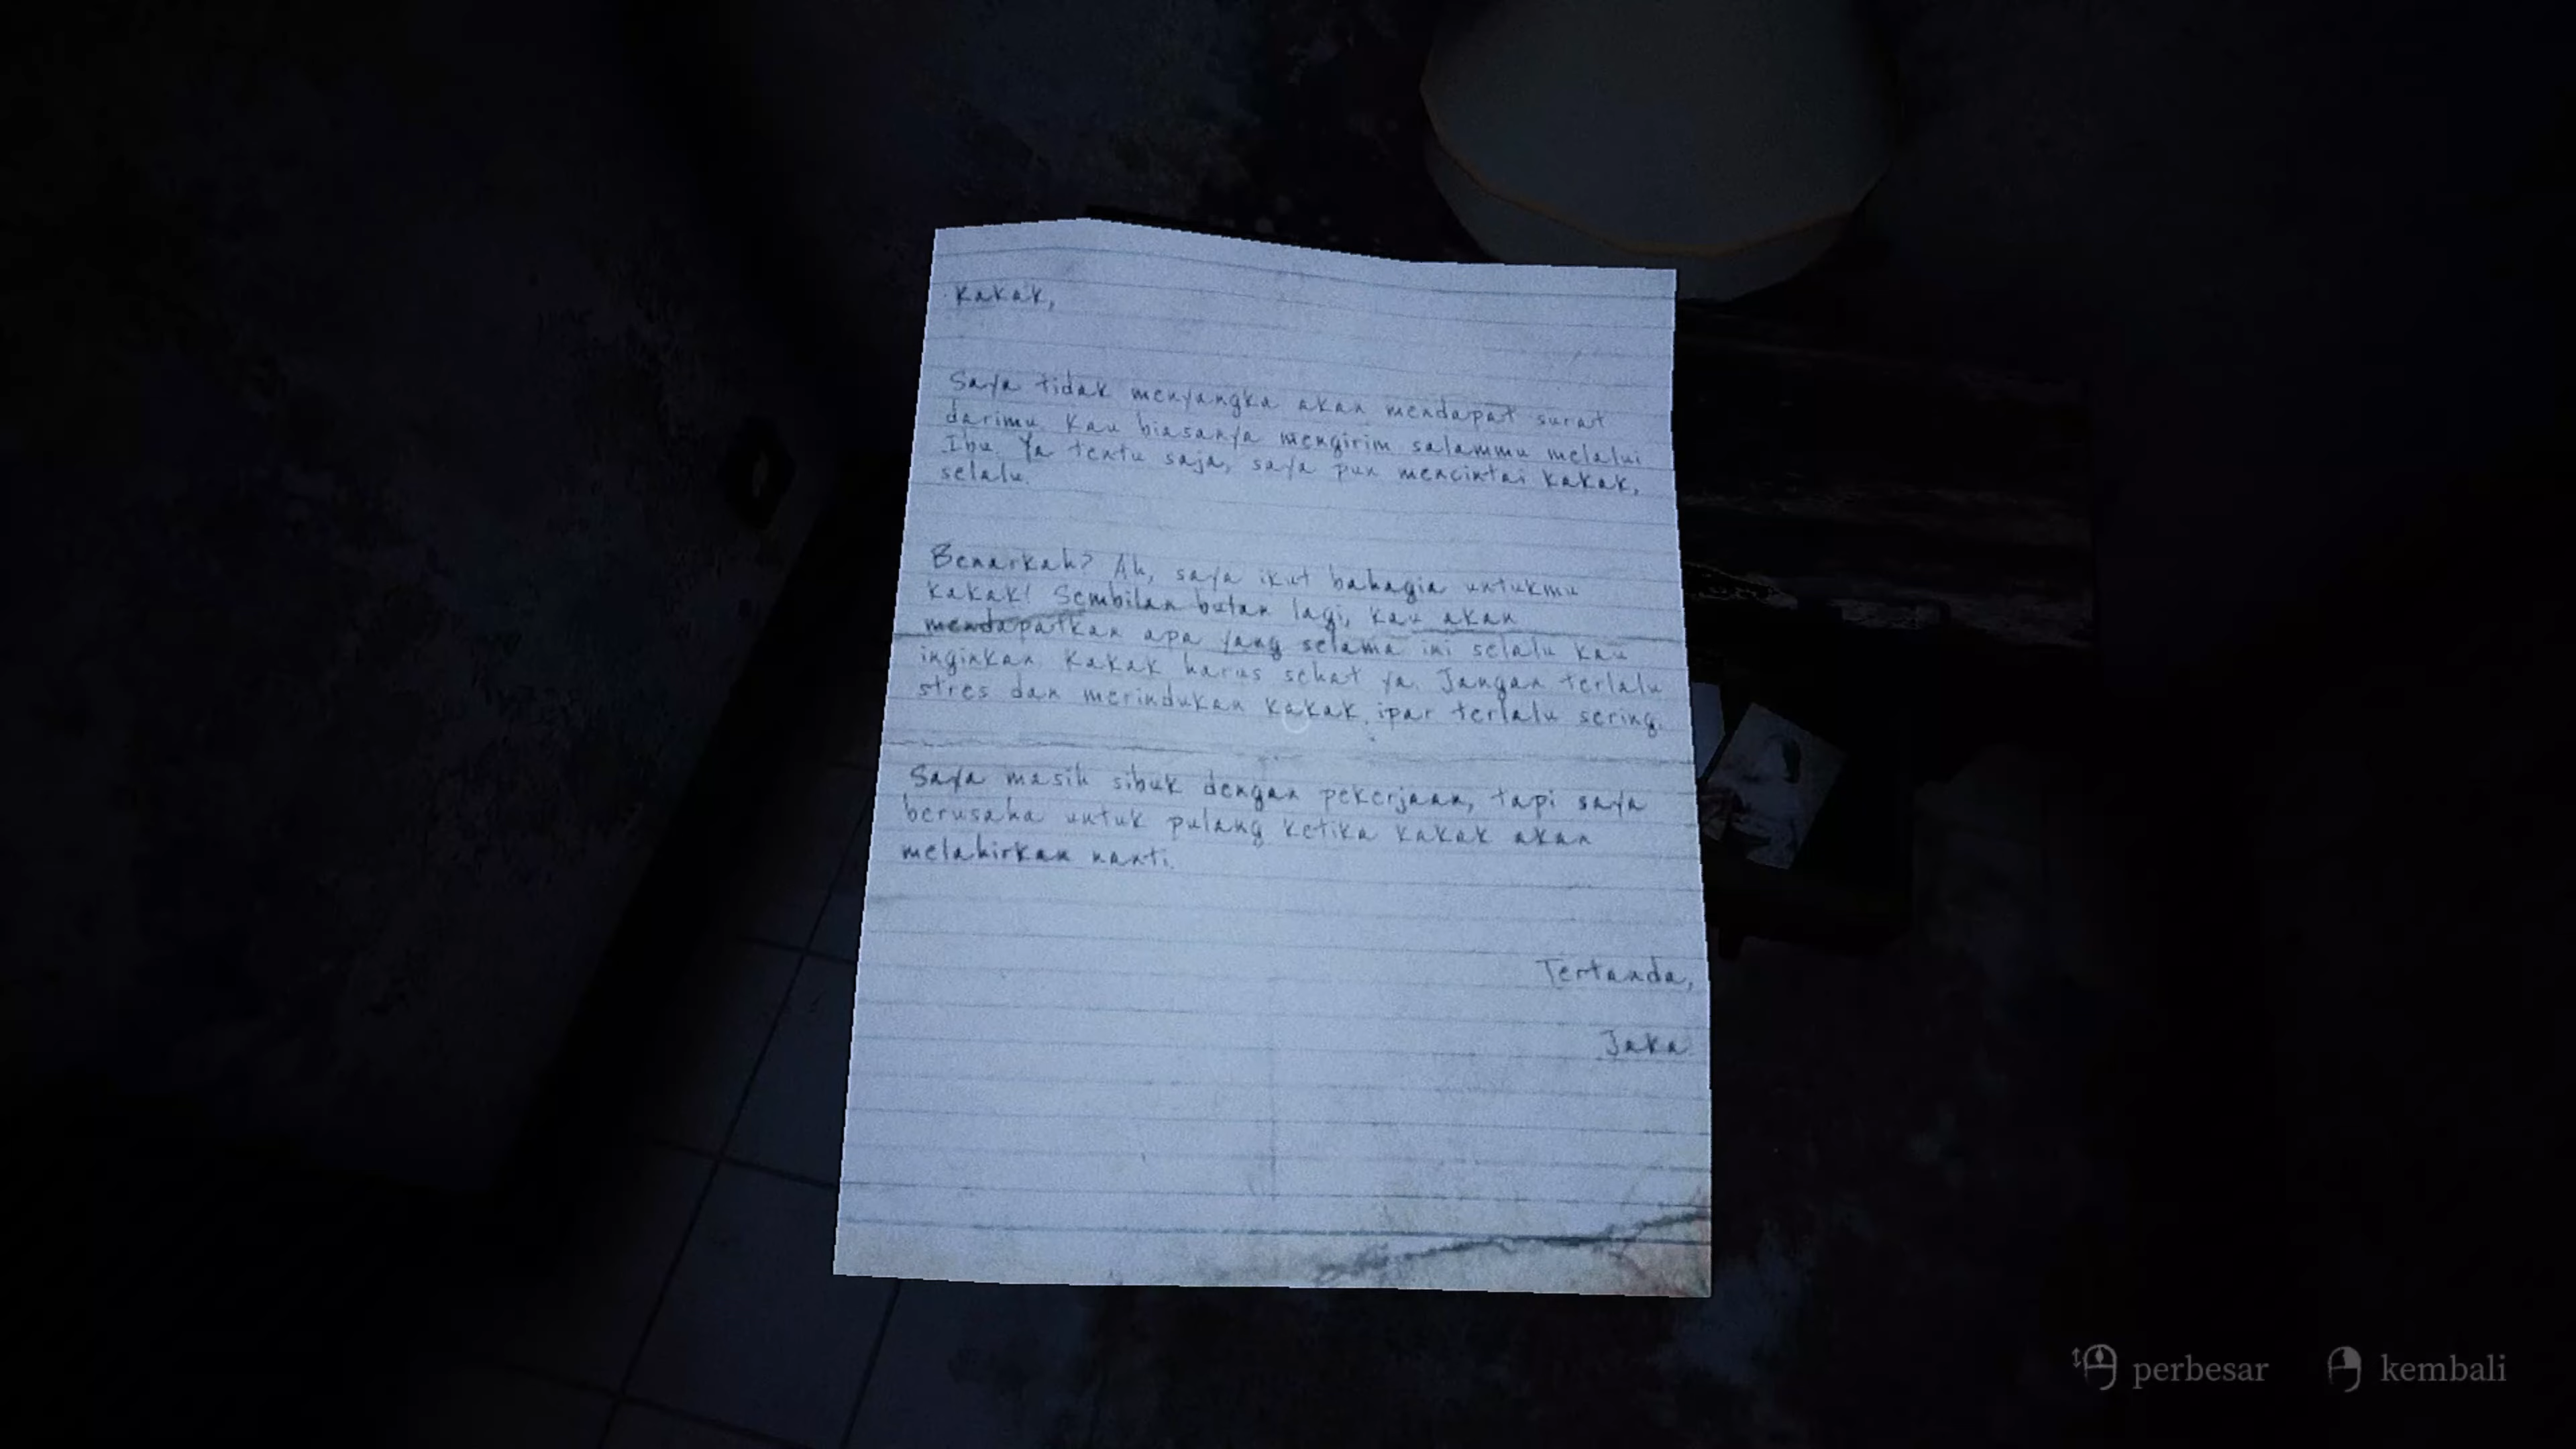 Kakak,
Saya tidak menyangka akan mendapat surat
darimu. Kau biasanya mengirim salammu melalui
Ibu. Ya tentu saja, saya pun mencintai kakak,
selalu.
Benarkah? Ah, saya ikut bahagia untukmu
kakak! Sembilan bulan lagi, kau akan
mendapatkan apa yang selama ini selalu kau
inginkan. Kakak harus sehat ya. Jangan terlalu
stres dan merindukan kakak ipar terlalu sering.
Saya masih sibuk dengan pekerjaan, tapi saya
berusaha untuk pulang ketika kakak akan
melahirkan nanti.
Tertanda,
Jaka
perbesar
kembali